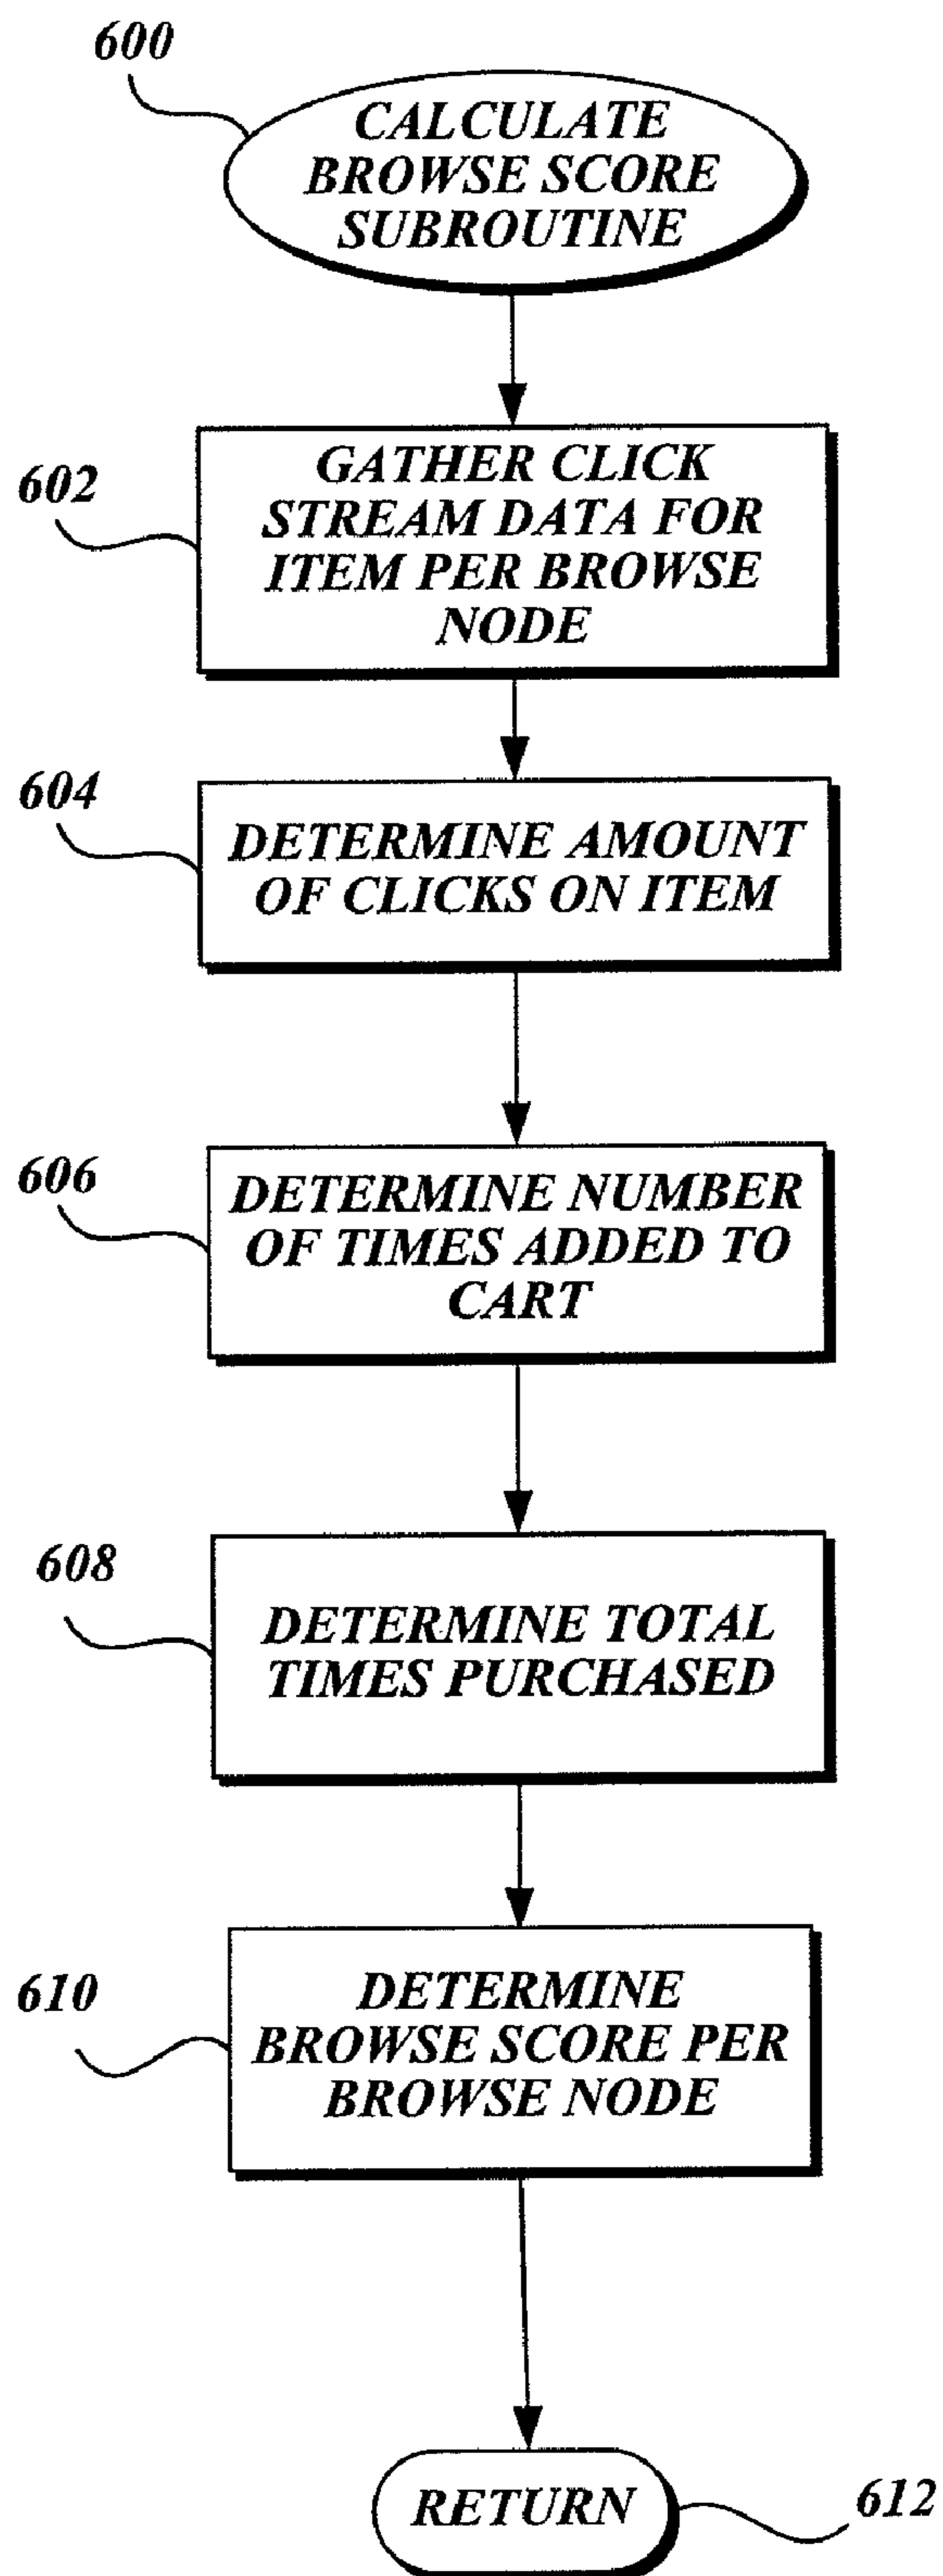 600
CALCULATE
BROWSE SCORE
SUBROUTINE
602
GATHER CLICK
STREAM DATA FOR
ITEM PER BROWSE
NODE
604
DETERMINE AMOUNT
OF CLICKS ON ITEM
606
DETERMINE NUMBER
OF TIMES ADDED TO
CART
608
DETERMINE TOTAL
TIMES PURCHASED
610
DETERMINE
BROWSE SCORE PER
BROWSE NODE
RETURN
612